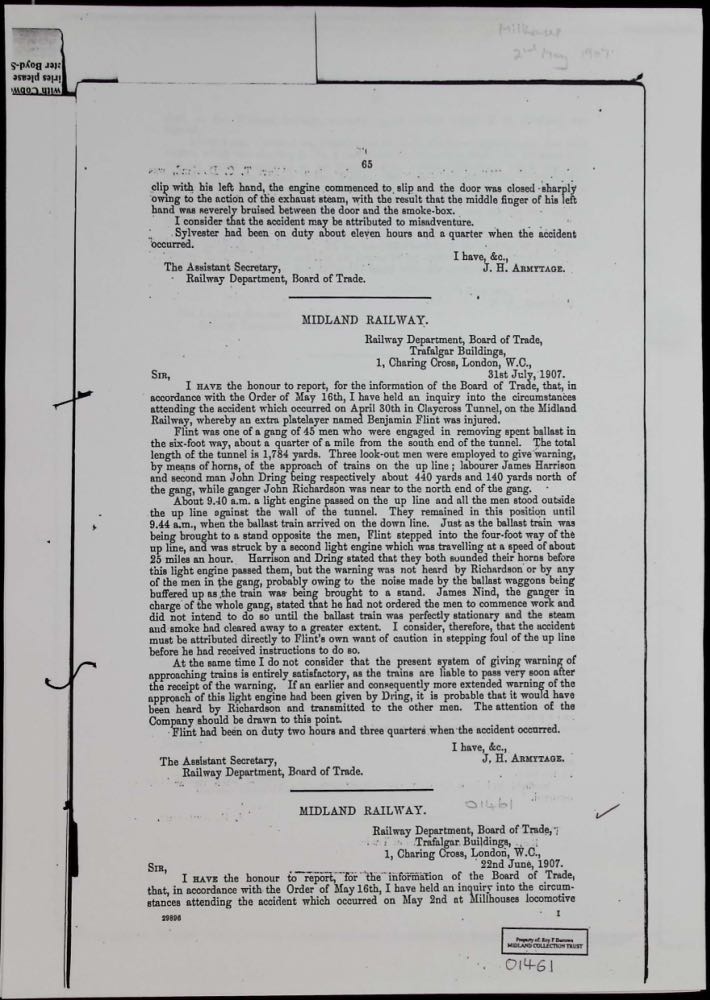 Millhouses
2nd May 1907
65
clip with his left hand, the engine commenced to slip and the door was closed sharply
owing to the action of the exhaust steam, with the result that the middle finger of his left
hand was severely bruised between the door and the smoke-box.
I consider that the accident may be attributed to misadventure.
Sylvester had been on duty about eleven hours and a quarter when the accident
occurred.
I have, &c.,
The Assistant Secretary,
J. H. ARMYTAGE.
Railway Department, Board of Trade.
MIDLAND RAILWAY.
Railway Department, Board of Trade,
Trafalgar Buildings,
1, Charing Cross, London, W.C.,
SIR,
31st July, 1907.
I HAVE the honour to report, for the information of the Board of Trade, that, in
accordance with the Order of May 16th, I have held an inquiry into the circumstances
attending the accident which occurred on April 30th in Claycross Tunnel, on the Midland
Railway, whereby an extra platelayer named Benjamin Flint was injured.
Flint was one of a gang of 45 men who were engaged in removing spent ballast in
the six-foot way, about a quarter of a mile from the south end of the tunnel. The total
length of the tunnel is 1,784 yards. Three look-out men were employed to give warning,
by means of horns, of the approach of trains on the up line; labourer James Harrison
and second man John Dring being respectively about 440 yards and 140 yards north of
the gang, while ganger John Richardson was near to the north end of the gang.
About 9.40 a.m. a light engine passed on the up line and all the men stood outside
the up line against the wall of the tunnel. They remained in this position until
9.44 a.m., when the ballast train arrived on the down line. Just as the ballast train was
being brought to a stand opposite the men, Flint stepped into the four-foot way of the
up line, and was struck by a second light engine which was travelling at a speed of about
25 miles an hour. Harrison and Dring stated that they both sounded their horns before
this light engine passed them, but the warning was not heard by Richardson or by any
of the men in the gang, probably owing to the noise made by the ballast waggons being
buffered up as the train was being brought to a stand. James Nind, the ganger in
charge of the whole gang, stated that he had not ordered the men to commence work and
did not intend to do so until the ballast train was perfectly stationary and the steam
and smoke had cleared away to a greater extent. I consider, therefore, that the accident
must be attributed directly to Flint's own want of caution in stepping foul of the up line
before he had received instructions to do so.
At the same time I do not consider that the present system of giving warning of
approaching trains is entirely satisfactory, as the trains are liable to pass very soon after
the receipt of the warning. If an earlier and consequently more extended warning of the
approach of this light engine had been given by Dring, it is probable that it would have
been heard by Richardson and transmitted to the other men. The attention of the
Company should be drawn to this point.
Flint had been on duty two hours and three quarters when the accident occurred.
I have, &c.,
The Assistant Secretary,
J. H. ARMYTAGE.
Railway Department, Board of Trade.
MIDLAND RAILWAY.
01461
Railway Department, Board of Trade,
Trafalgar Buildings,
1, Charing Cross, London, W.C.,
SIR,
22nd June, 1907.
I HAVE the honour to report, for the information of the Board of Trade,
that, in accordance with the Order of May 16th, I have held an inquiry into the circum-
stances attending the accident which occurred on May 2nd at Millhouses locomotive
29896
I
Property of: Roy F Burrows
MIDLAND COLLECTION TRUST
01461